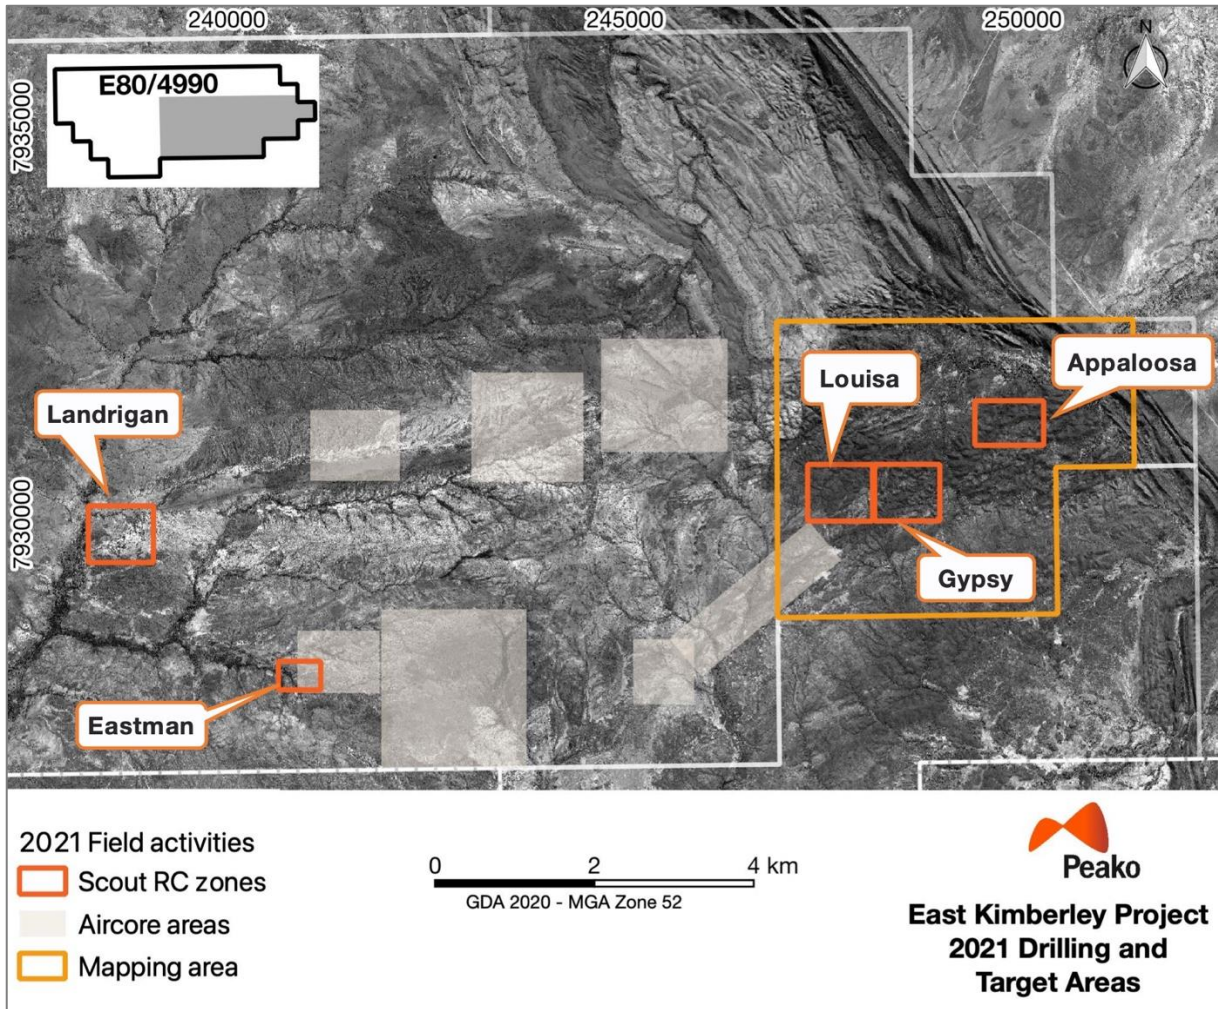 240000
245000
250000
N
E80/4990
7935000
Louisa
Appaloosa
Landrigan
7930000
Gypsy
Eastman
2021 Field activities
Scout RC zones
Aircore areas
Mapping area
0 2 4 km
GDA 2020 - MGA Zone 52
Peako
East Kimberley Project
2021 Drilling and
Target Areas